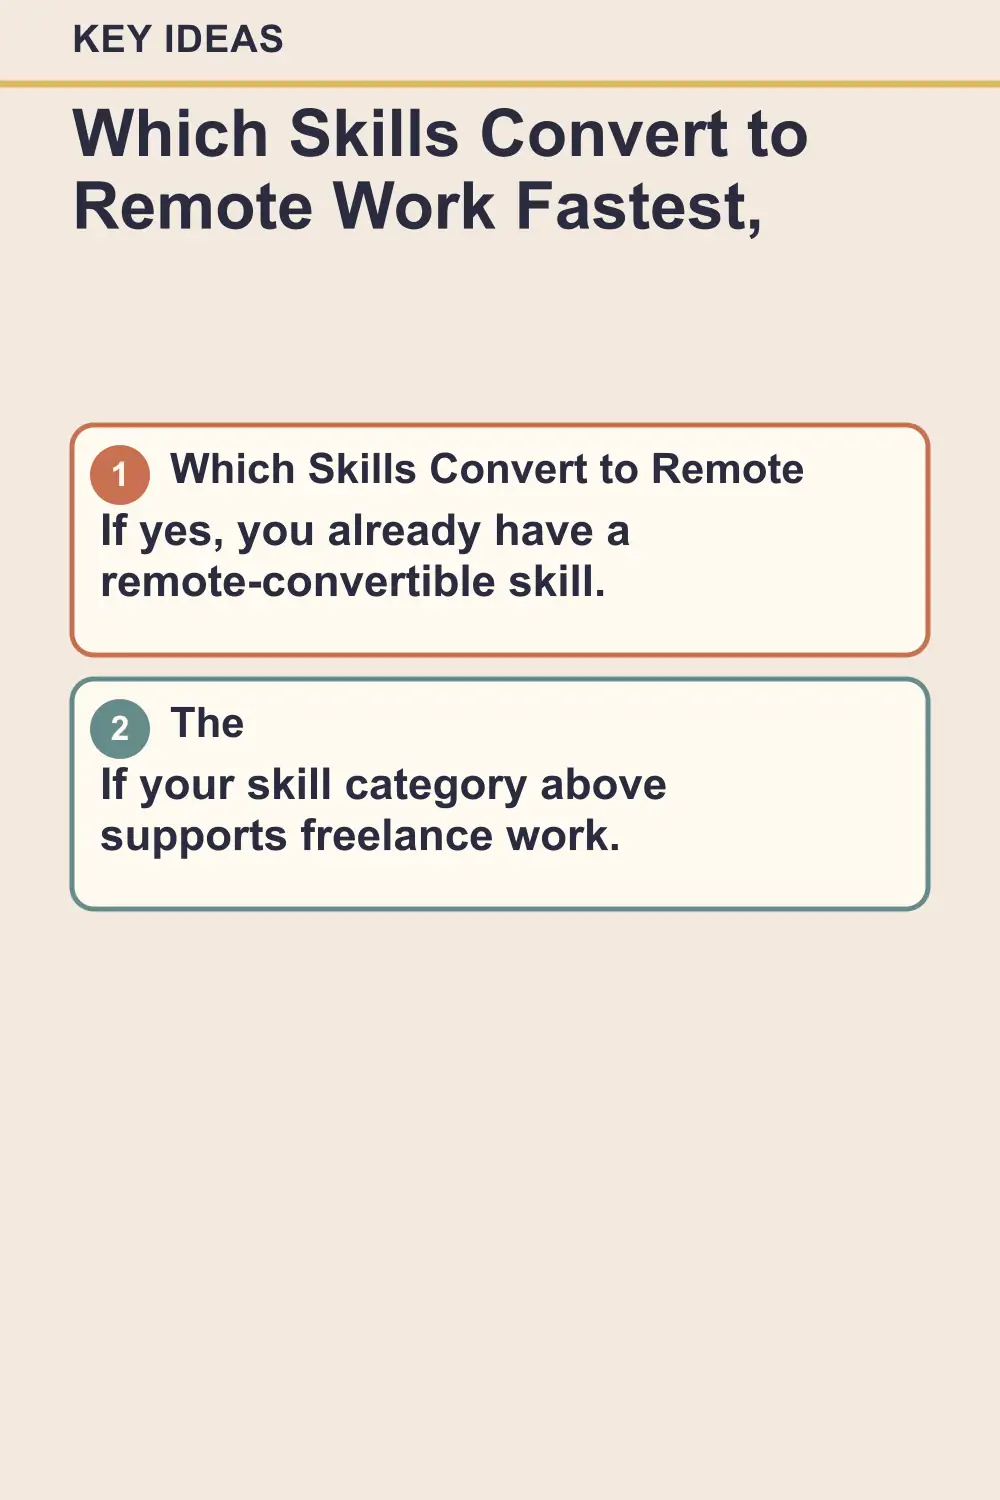 KEY IDEAS
Which Skills Convert to
Remote Work Fastest,
1 Which Skills Convert to Remote
If yes, you already have a
remote-convertible skill.
2 The
If your skill category above
supports freelance work.